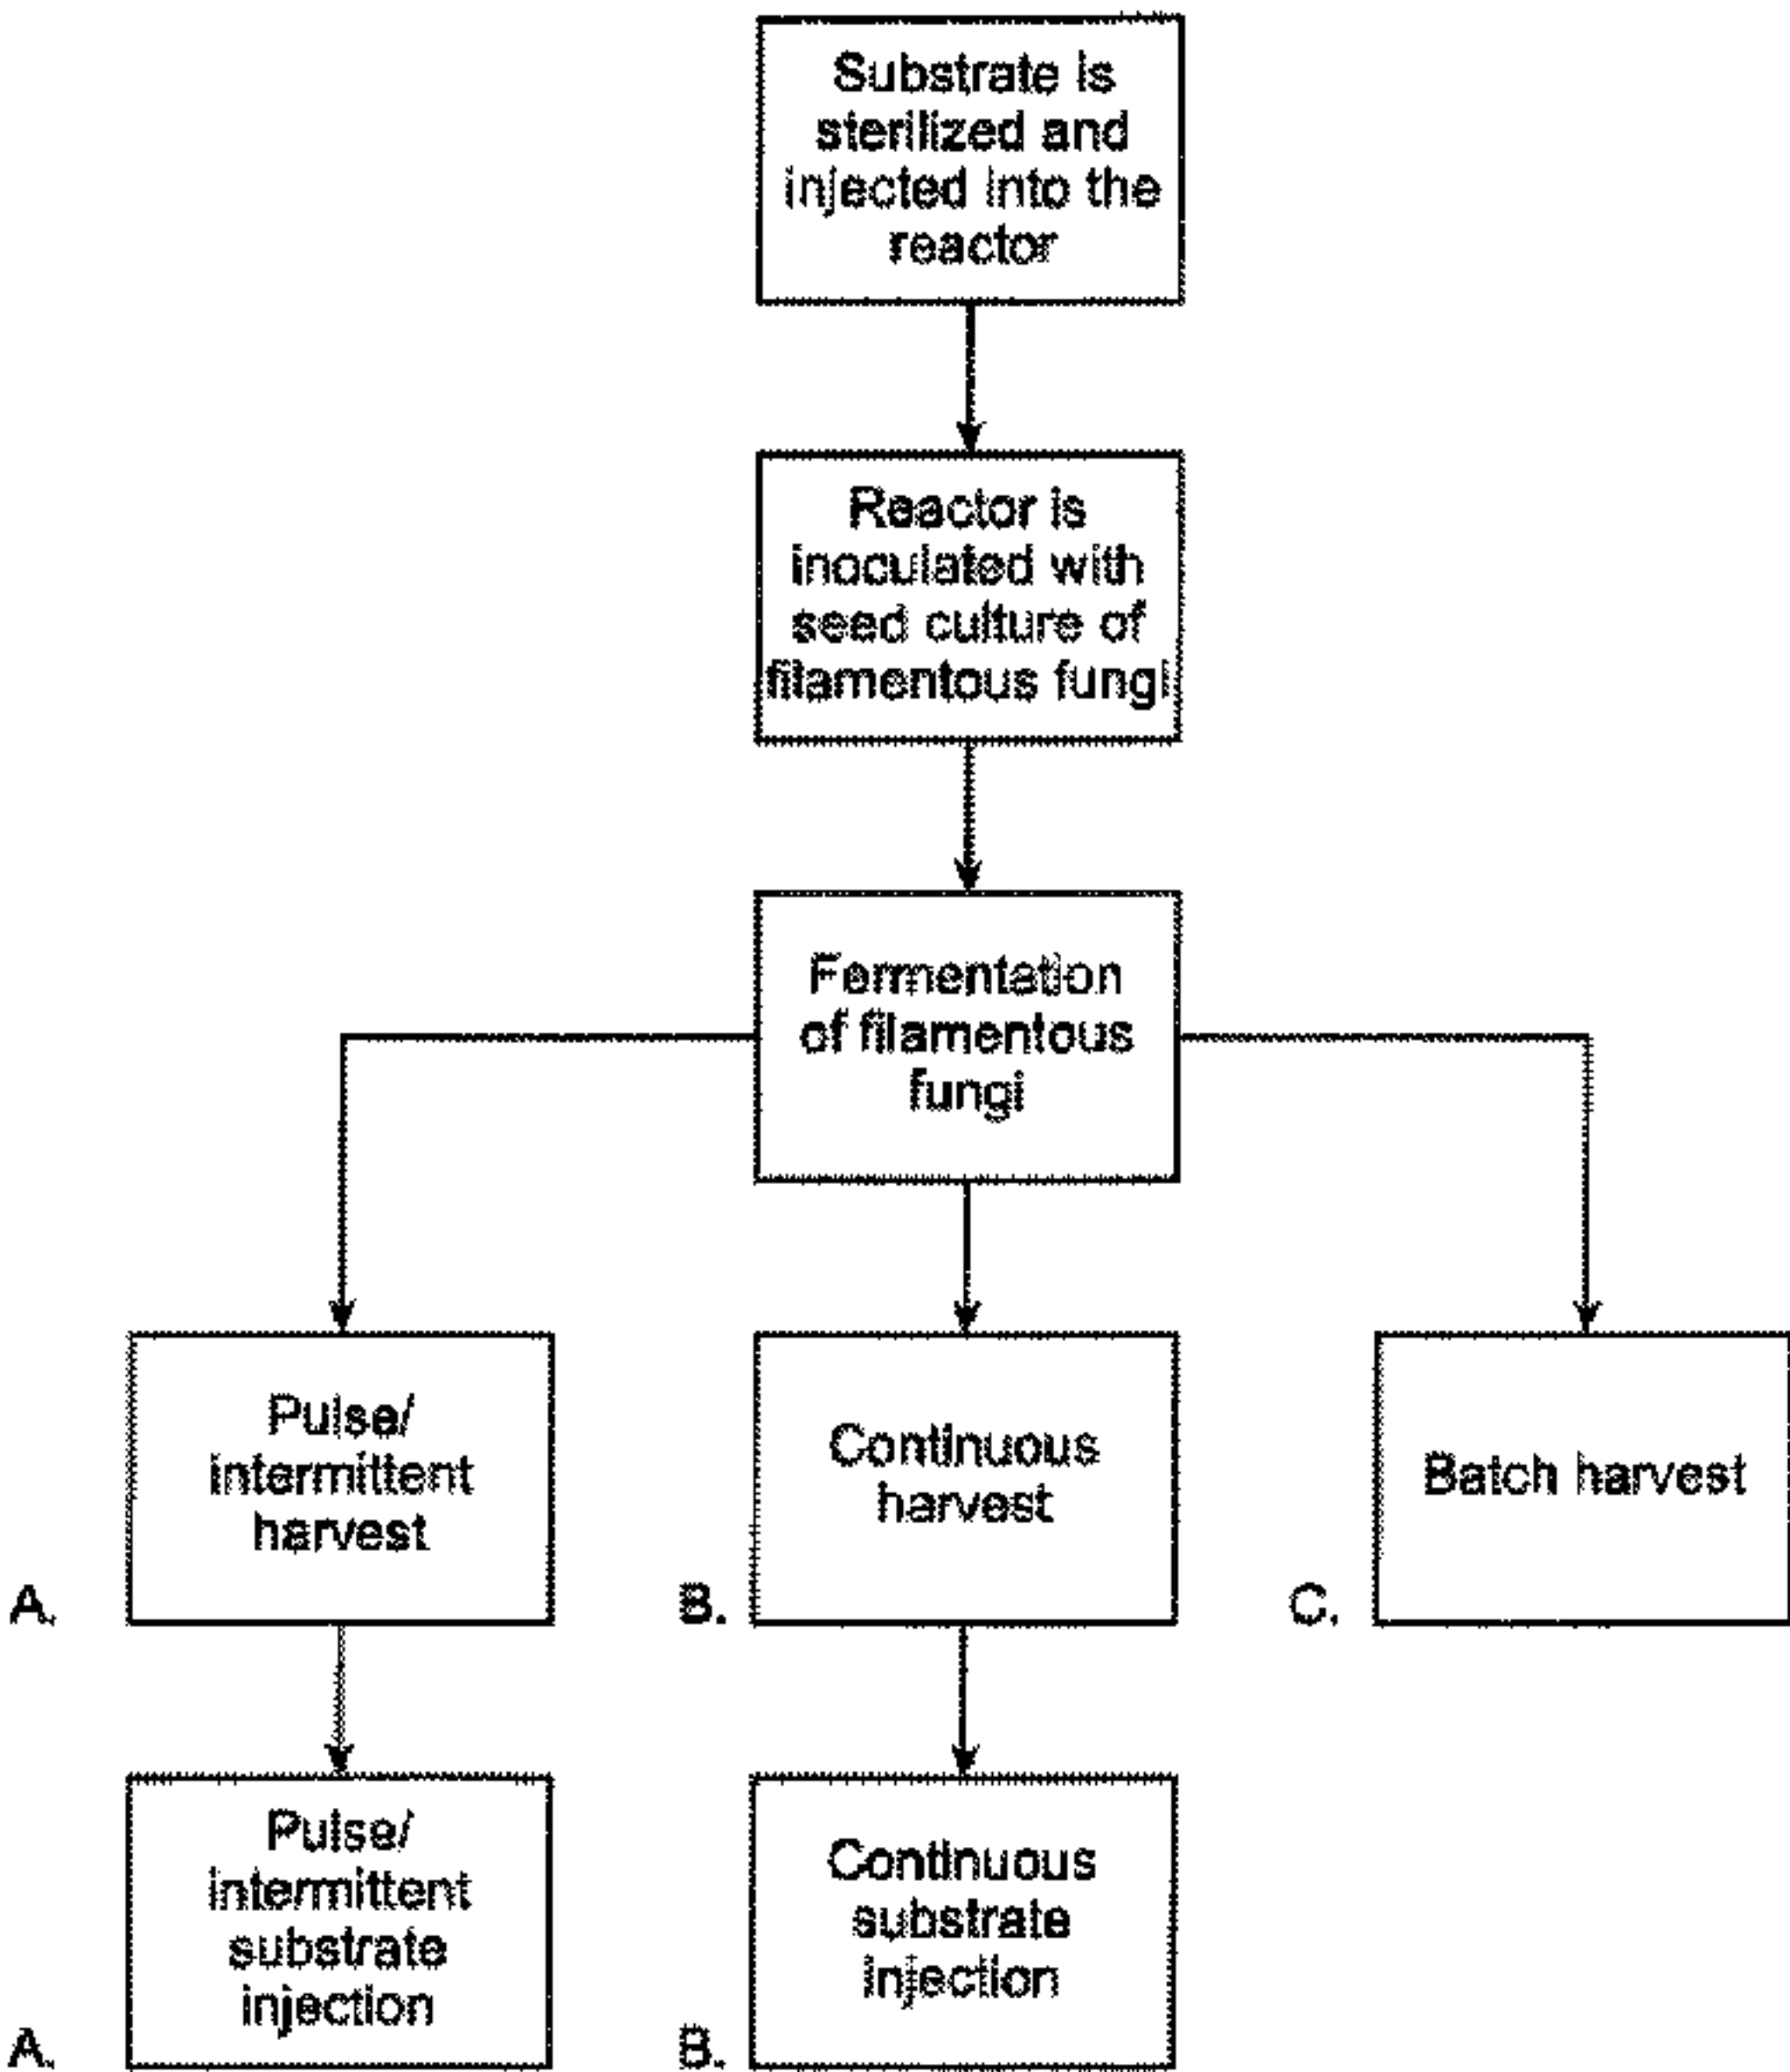 Substrate is
sterilized and
injected into the
reactor
Reactor is
inoculated with
seed culture of
filamentous fungi
Fermentation
of filamentous
fungi
Pulse/
intermittent
harvest
A.
Continuous
harvest
B.
Batch harvest
C.
Pulse/
intermittent
substrate
injection
A.
Continuous
substrate
injection
B.